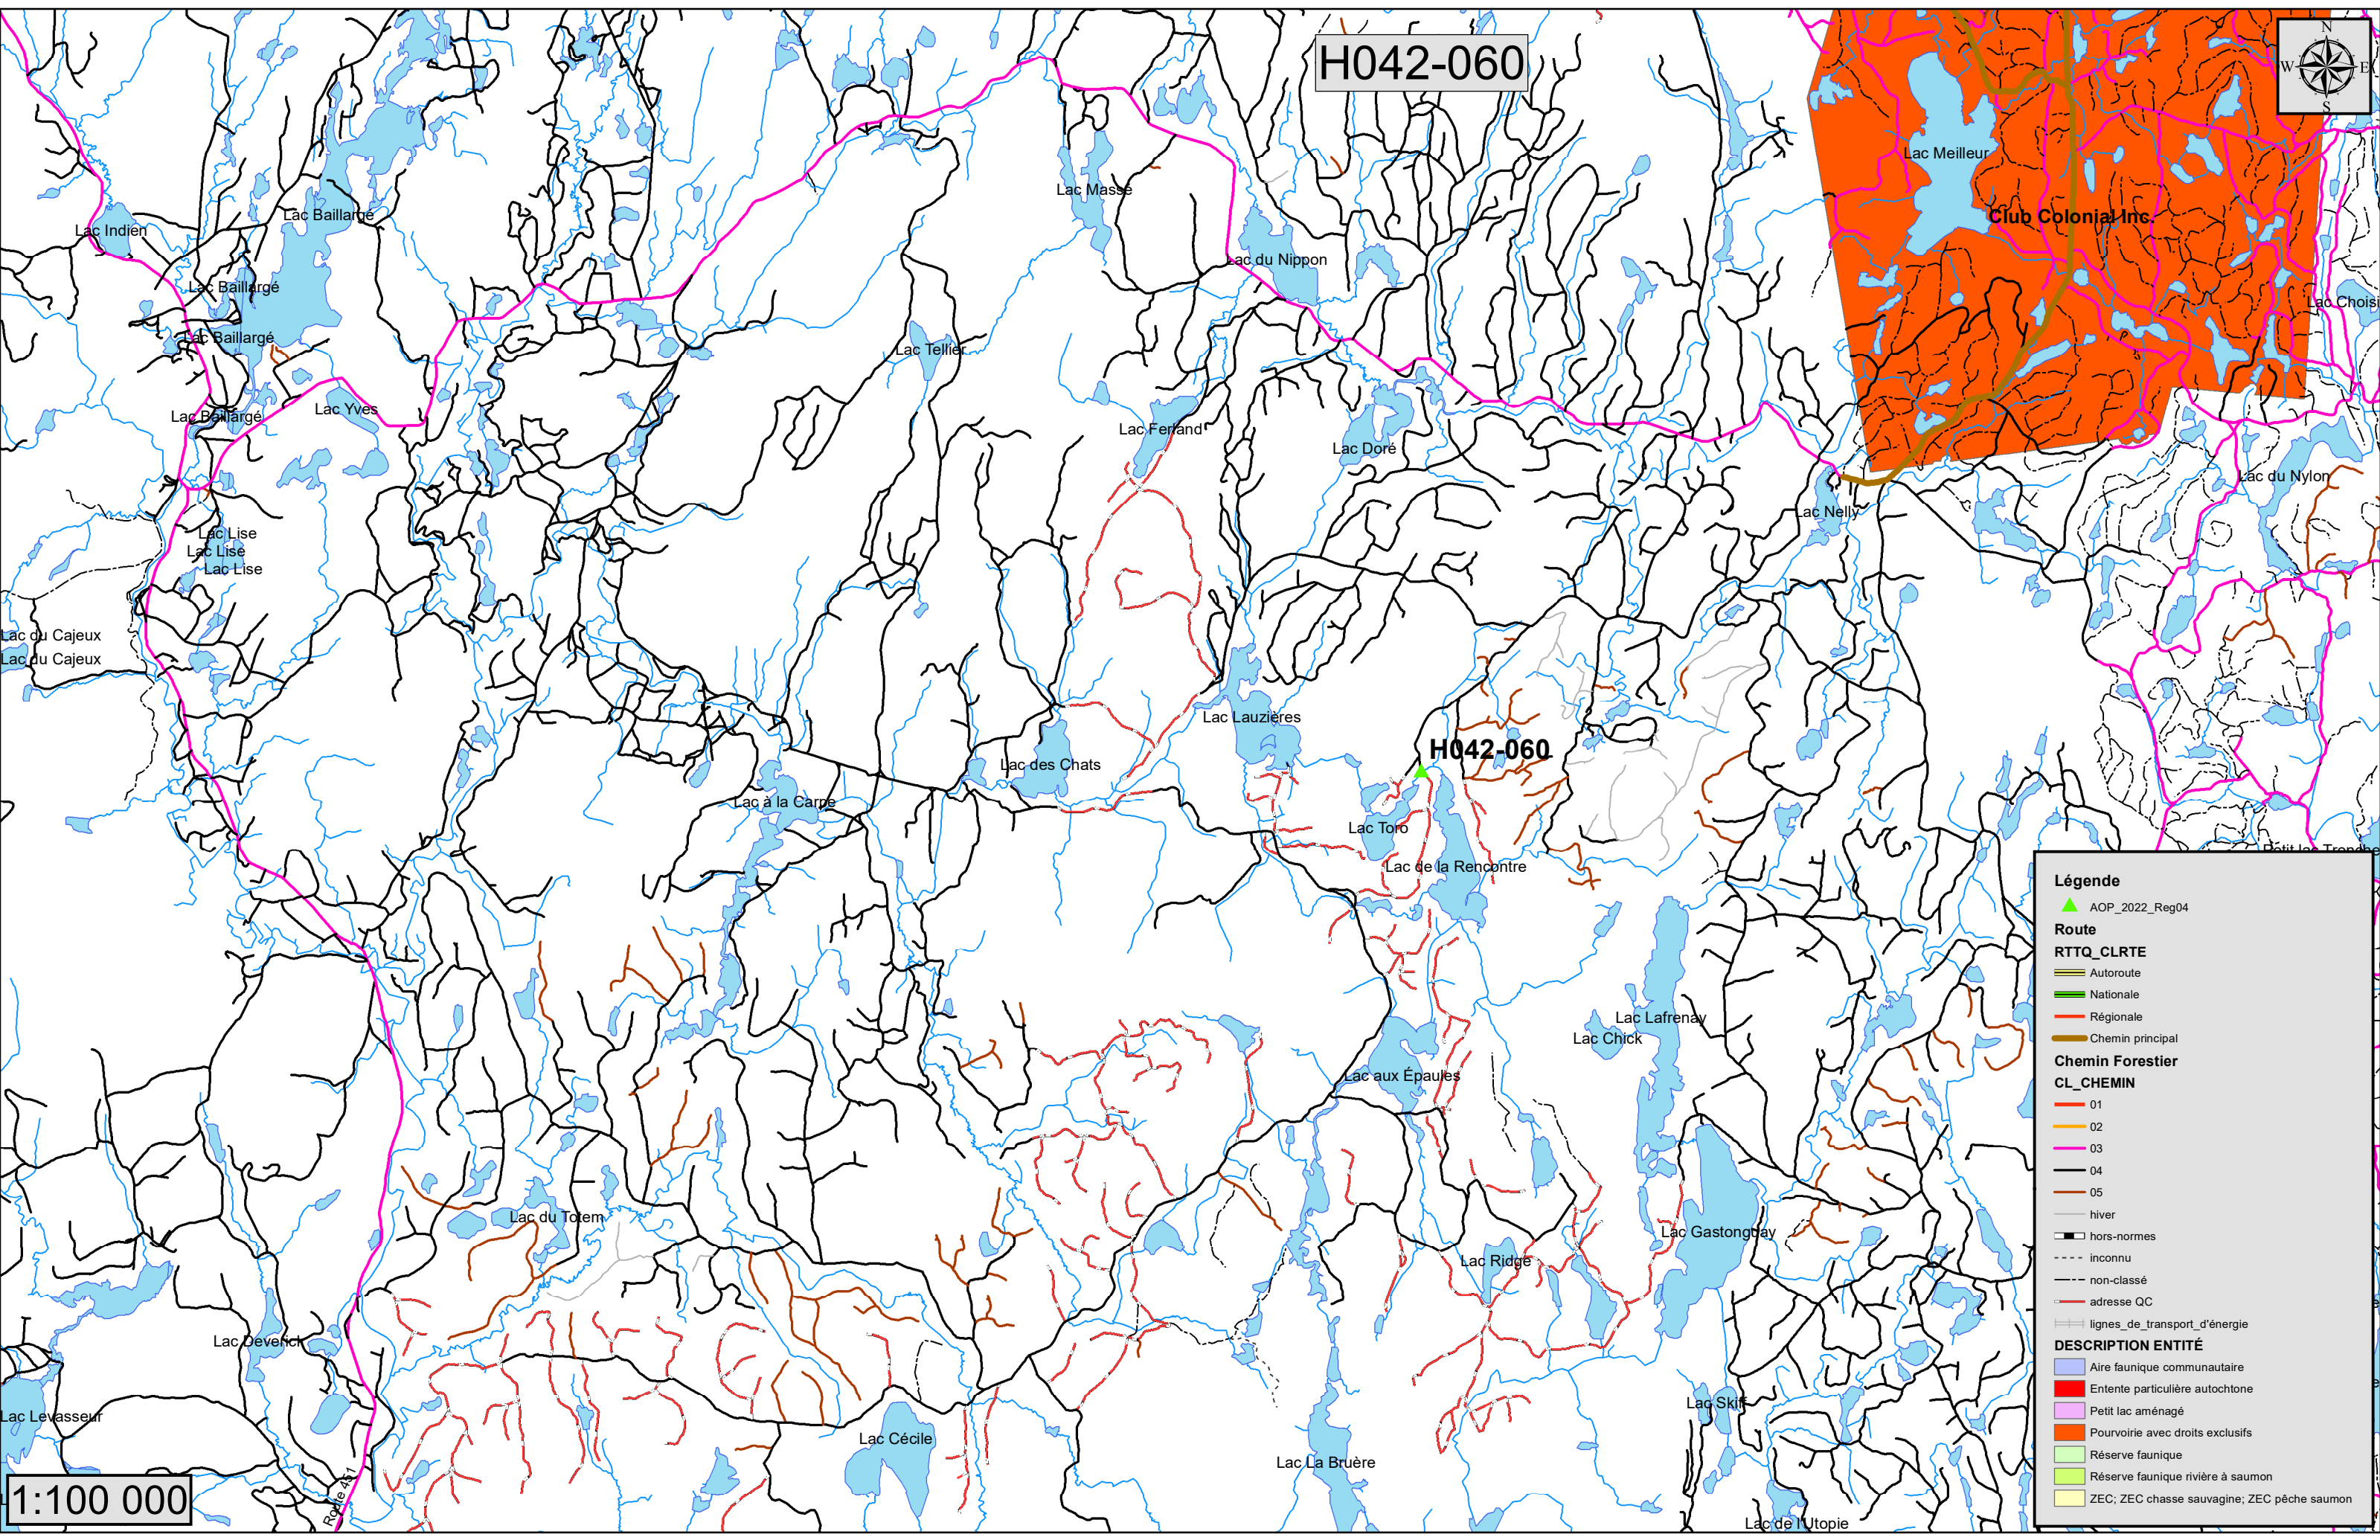 H042-060
N
W E
S
Lac Meilleur
Lac Masse
Lac Baillargé
Club Colonial Inc.
Lac Indien
Lac du Nippon
Lac Baillargé
Lac Choisi
Lac Baillargé
Lac Tellier
Lac Yves
Lac Baillargé
Lac Ferland
Lac Doré
Lac du Nylon
Lac Nelly
Lac Lise
Lac Lise
Lac Lise
Lac du Cajeux
Lac du Cajeux
Lac Lauzières
H042-060
Lac des Chats
Lac à la Carpe
Lac Toro
Lac de la Rencontre
Petit lac Tranche
Lac Lafrenay
Lac Chick
Lac aux Épaules
Lac du Totem
Lac Gastonguay
Lac Ridge
Lac Deverick
Lac Skiff
Lac Levasseur
Lac Cécile
Lac La Bruère
Route 451
Lac de l'Utopie
1:100 000
Légende
AOP_2022_Reg04
Route
RTTQ_CLRTE
Autoroute
Nationale
Régionale
Chemin principal
Chemin Forestier
CL_CHEMIN
01
02
03
04
05
hiver
hors-normes
inconnu
non-classé
adresse QC
lignes_de_transport_d'énergie
DESCRIPTION ENTITÉ
Aire faunique communautaire
Entente particulière autochtone
Petit lac aménagé
Pourvoirie avec droits exclusifs
Réserve faunique
Réserve faunique rivière à saumon
ZEC; ZEC chasse sauvagine; ZEC pêche saumon